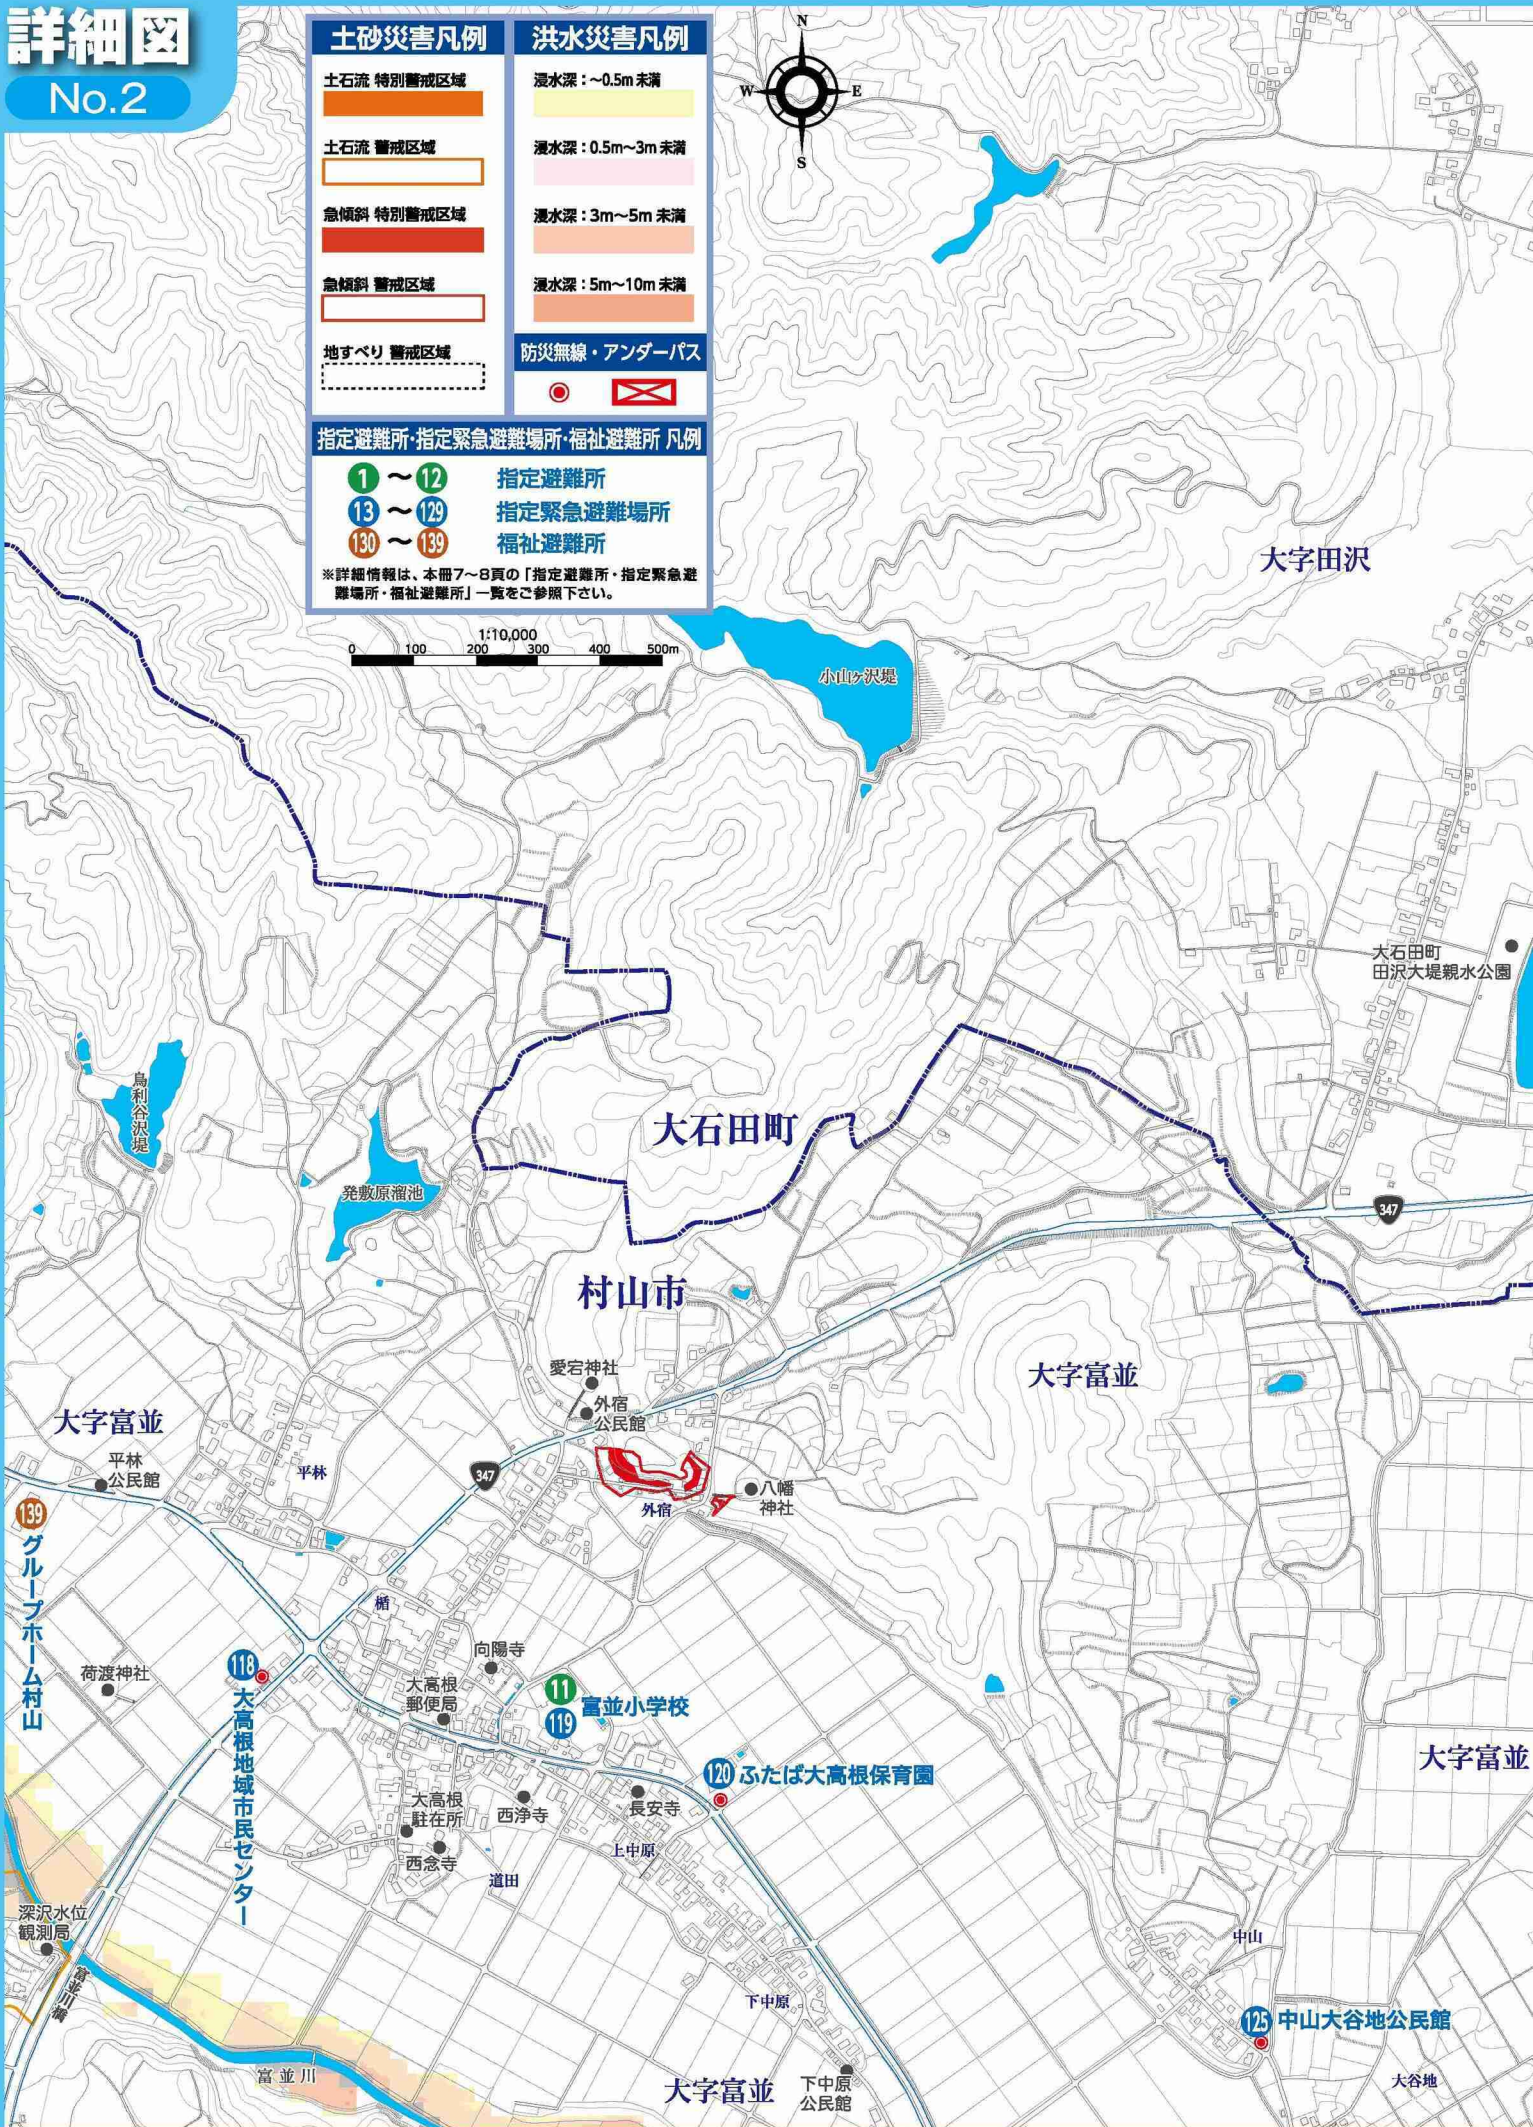 詳細図
No.2
土砂災害凡例
土石流 特別警戒区域
土石流 警戒区域
急傾斜 特別警戒区域
急傾斜 警戒区域
地すべり 警戒区域
洪水災害凡例
浸水深：～0.5m 未満
浸水深：0.5m～3m 未満
浸水深：3m～5m 未満
浸水深：5m～10m 未満
防災無線・アンダーパス
指定避難所・指定緊急避難場所・福祉避難所 凡例
1 ～ 12 指定避難所
13 ～ 129 指定緊急避難場所
130 ～ 139 福祉避難所
※詳細情報は、本冊7～8頁の「指定避難所・指定緊急避
難場所・福祉避難所」一覧をご参照下さい。
N
W
E
S
1:10,000
0 100 200 300 400 500m
大字田沢
小山ヶ沢堤
大石田町
田沢大堤親水公園
鳥利谷沢堤
発敷原溜池
大石田町
347
村山市
愛宕神社
外宿
公民館
大字富並
大字富並
平林
公民館
平林
347
八幡
神社
外宿
139
グループホーム村山
楯
向陽寺
荷渡神社
118
大高根地域市民センター
大高根
郵便局
11
119
富並小学校
大字富並
120 ふたば大高根保育園
大高根
駐在所
西浄寺
長安寺
上中原
西念寺
道田
深沢水位
観測局
富並川橋
中山
下中原
125 中山大谷地公民館
富並川
大字富並
下中原
公民館
大谷地